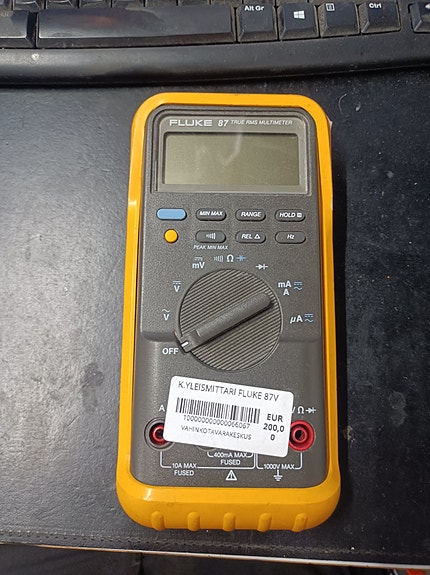 Alt Gr
Ctrl
FLUKE 87 TRUE RMS MULTIMETER
MIN MAX
RANGE
HOLD
PEAK MIN MAX
REL Δ
Hz
mV
Ω
V
mA
A
V
µA
OFF
K.YLEISMITTARI FLUKE 87V
10000000000066067
EUR
200,0
0
VAHINKOTAVARAKESKUS
A
V Ω
400mA MAX
FUSED
10A MAX
FUSED
1000V MAX